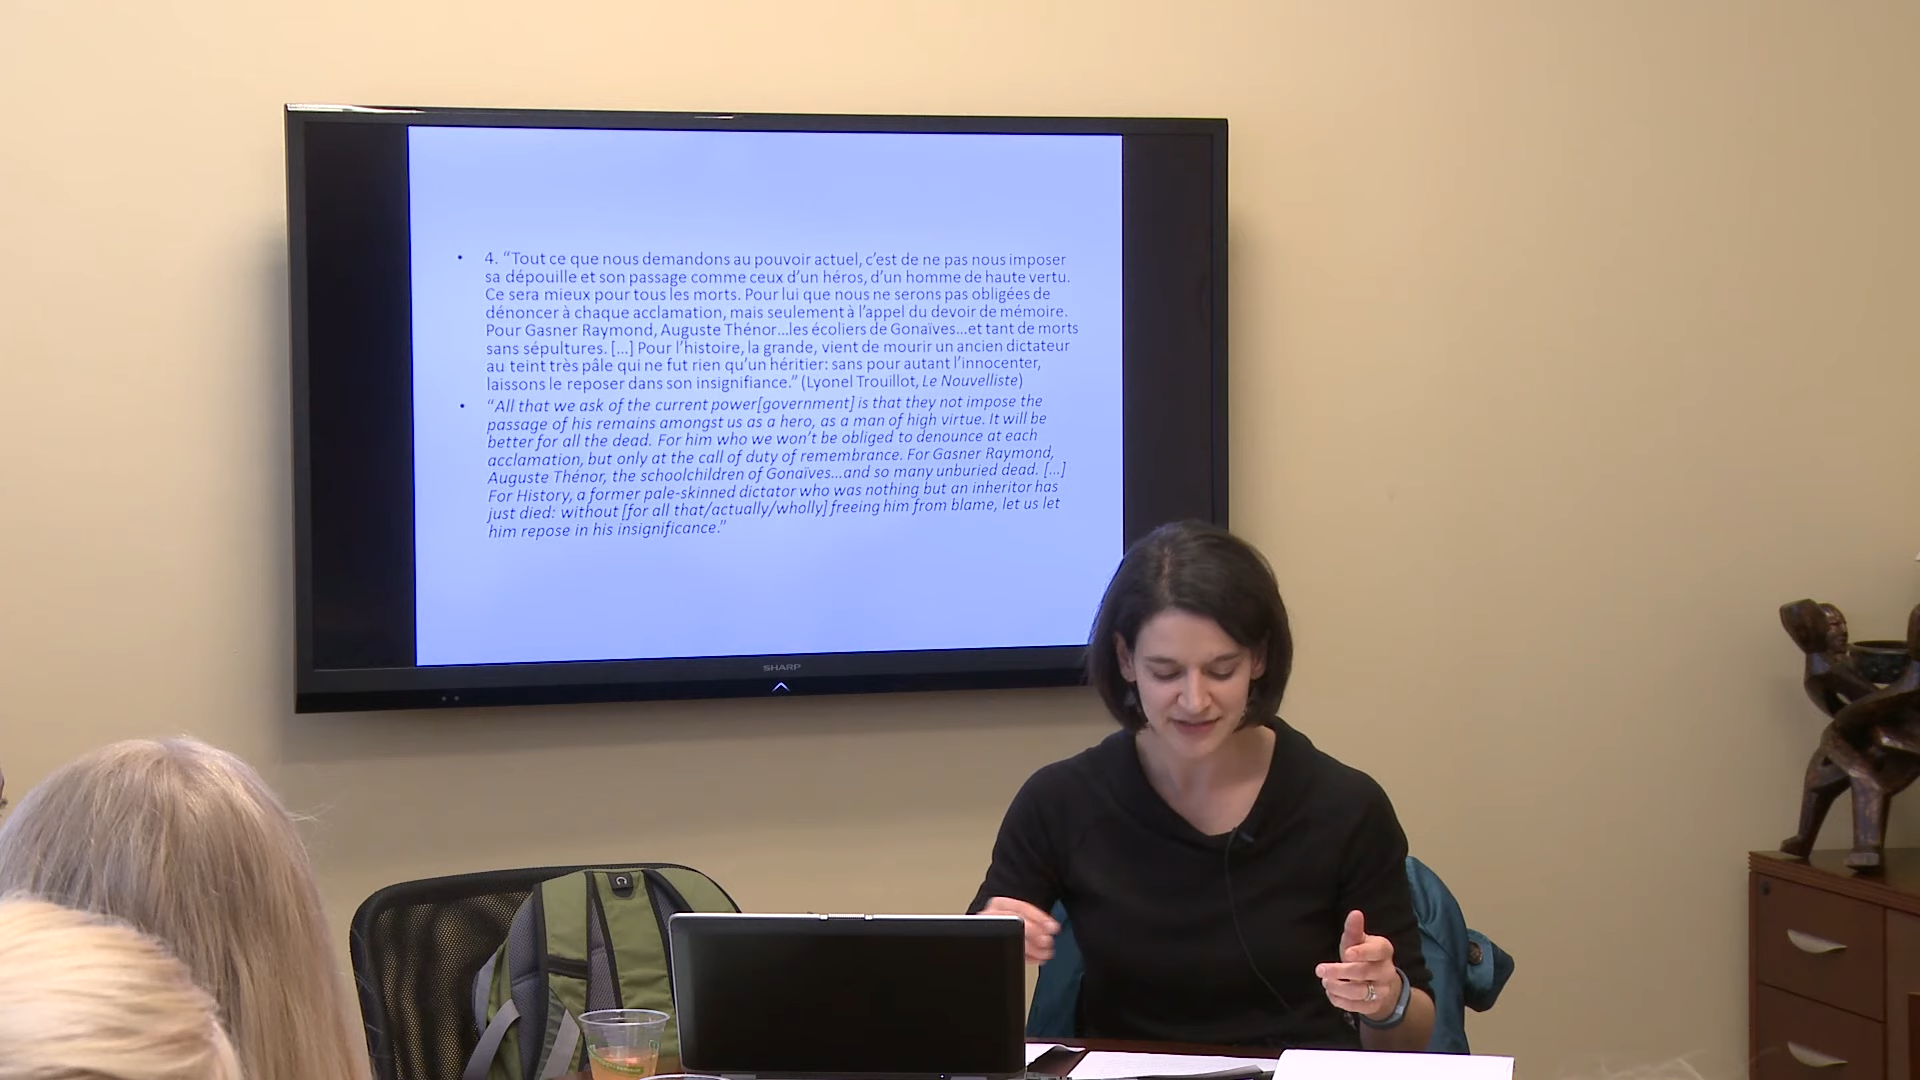 • 4. “Tout ce que nous demandons au pouvoir actuel, c’est de ne pas nous imposer
sa dépouille et son passage comme ceux d’un héros, d’un homme de haute vertu.
Ce sera mieux pour tous les morts. Pour lui que nous ne serons pas obligées de
dénoncer à chaque acclamation, mais seulement à l’appel du devoir de mémoire.
Pour Gasner Raymond, Auguste Thénor...les écoliers de Gonaïves...et tant de morts
sans sépultures. [...] Pour l’histoire, la grande, vient de mourir un ancien dictateur
au teint très pâle qui ne fut rien qu’un héritier: sans pour autant l’innocenter,
laissons le reposer dans son insignifiance.” (Lyonel Trouillot, Le Nouvelliste)
• “All that we ask of the current power[government] is that they not impose the
passage of his remains amongst us as a hero, as a man of high virtue. It will be
better for all the dead. For him who we won’t be obliged to denounce at each
acclamation, but only at the call of duty of remembrance. For Gasner Raymond,
Auguste Thénor, the schoolchildren of Gonaïves...and so many unburied dead. [...]
For History, a former pale-skinned dictator who was nothing but an inheritor has
just died: without [for all that/actually/wholly] freeing him from blame, let us let
him repose in his insignificance.”
SHARP